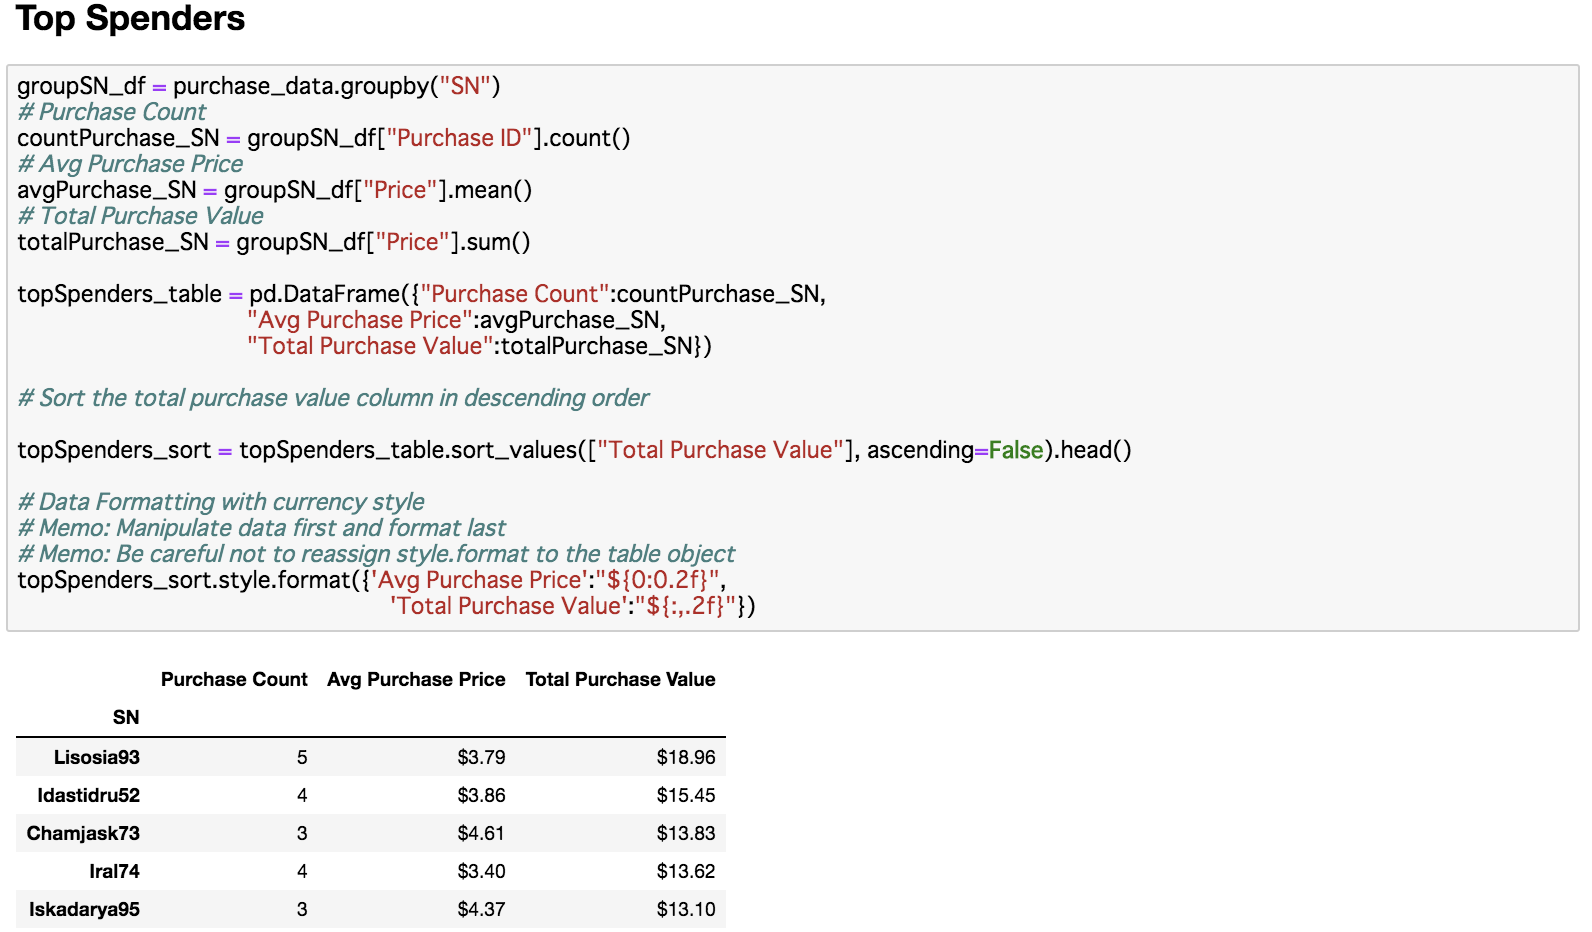 Top Spenders
groupSN_df = purchase_data.groupby("SN")
# Purchase Count
countPurchase_SN = groupSN_df["Purchase ID"].count()
# Avg Purchase Price
avgPurchase_SN = groupSN_df["Price"].mean()
# Total Purchase Value
totalPurchase_SN = groupSN_df["Price"].sum()
topSpenders_table = pd.DataFrame({"Purchase Count":countPurchase_SN,
"Avg Purchase Price":avgPurchase_SN,
"Total Purchase Value":totalPurchase_SN})
# Sort the total purchase value column in descending order
topSpenders_sort = topSpenders_table.sort_values(["Total Purchase Value"], ascending=False).head()
# Data Formatting with currency style
# Memo: Manipulate data first and format last
# Memo: Be careful not to reassign style.format to the table object
topSpenders_sort.style.format({'Avg Purchase Price':"${0:0.2f}",
'Total Purchase Value':"${:,.2f}"})
Purchase Count Avg Purchase Price Total Purchase Value
SN
Lisosia93 5 $3.79 $18.96
Idastidru52 4 $3.86 $15.45
Chamjask73 3 $4.61 $13.83
Iral74 4 $3.40 $13.62
Iskadarya95 3 $4.37 $13.10